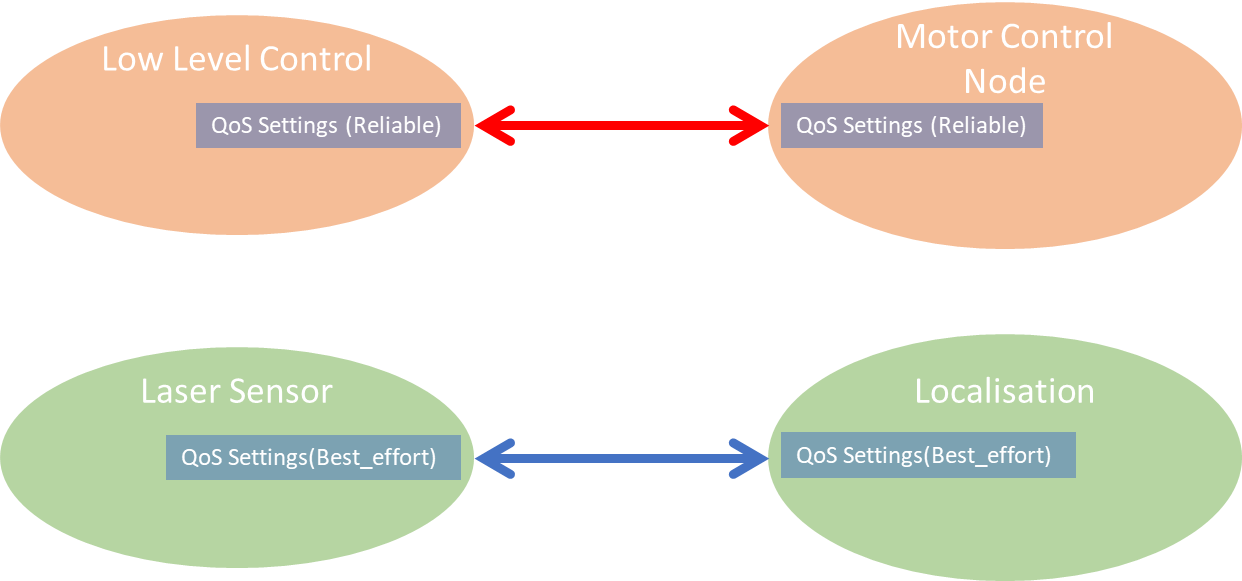 Low Level Control
QoS Settings (Reliable)
Motor Control
Node
QoS Settings (Reliable)
Laser Sensor
QoS Settings(Best_effort)
Localisation
QoS Settings(Best_effort)